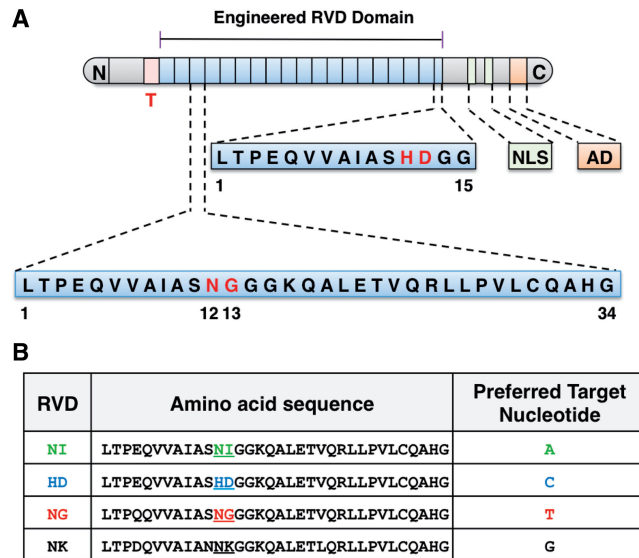 A
Engineered RVD Domain
N
C
T
LTPEQVVAIASHDGG
NLS
AD
1
15
LTPEQVVAIASNGGGKQALETVQRLLPVLCQAHG
1
12 13
34
B
RVD Amino acid sequence Preferred Target Nucleotide
NI LTPEQVVAIASNIGGKQALETVQRLLPVLCQAHG A
HD LTPEQVVAIASHDGGKQALETVQRLLPVLCQAHG C
NG LTPQQVVAIASNGGGKQALETVQRLLPVLCQAHG T
NK LTPDQVVAIANNKGGKQALETLQRLLPVLCQAHG G